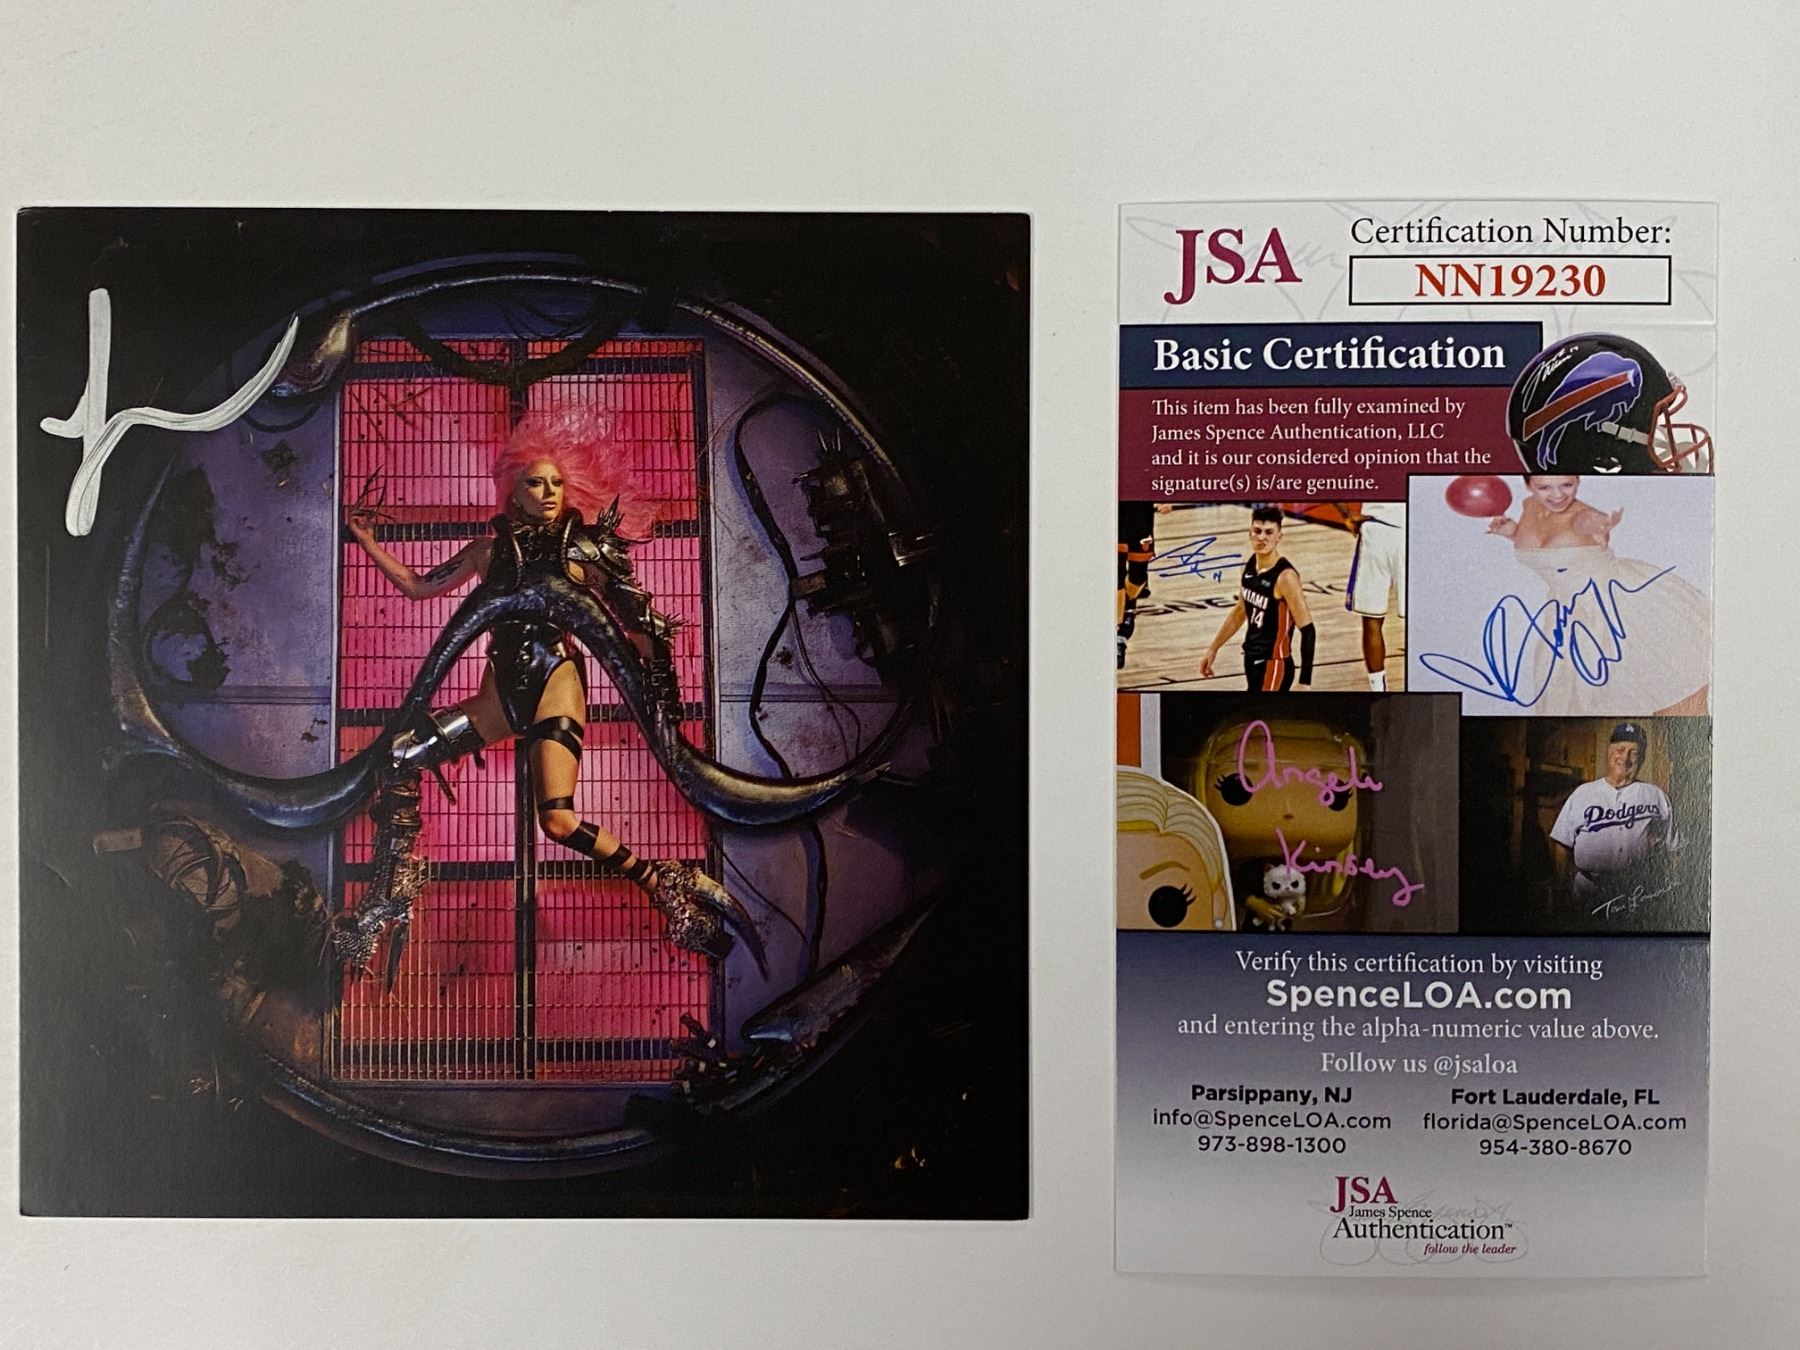 JSA
Certification Number:
NN19230
Basic Certification
This item has been fully examined by
James Spence Authentication, LLC
and it is our considered opinion that the
signature(s) is/are genuine.
MIAMI
14
Angela
Kinsey
Dodgers
Verify this certification by visiting
SpenceLOA.com
and entering the alpha-numeric value above.
Follow us @jsaloa
Parsippany, NJ
info@SpenceLOA.com
973-898-1300
Fort Lauderdale, FL
florida@SpenceLOA.com
954-380-8670
JSA
James Spence
Authentication™
follow the leader